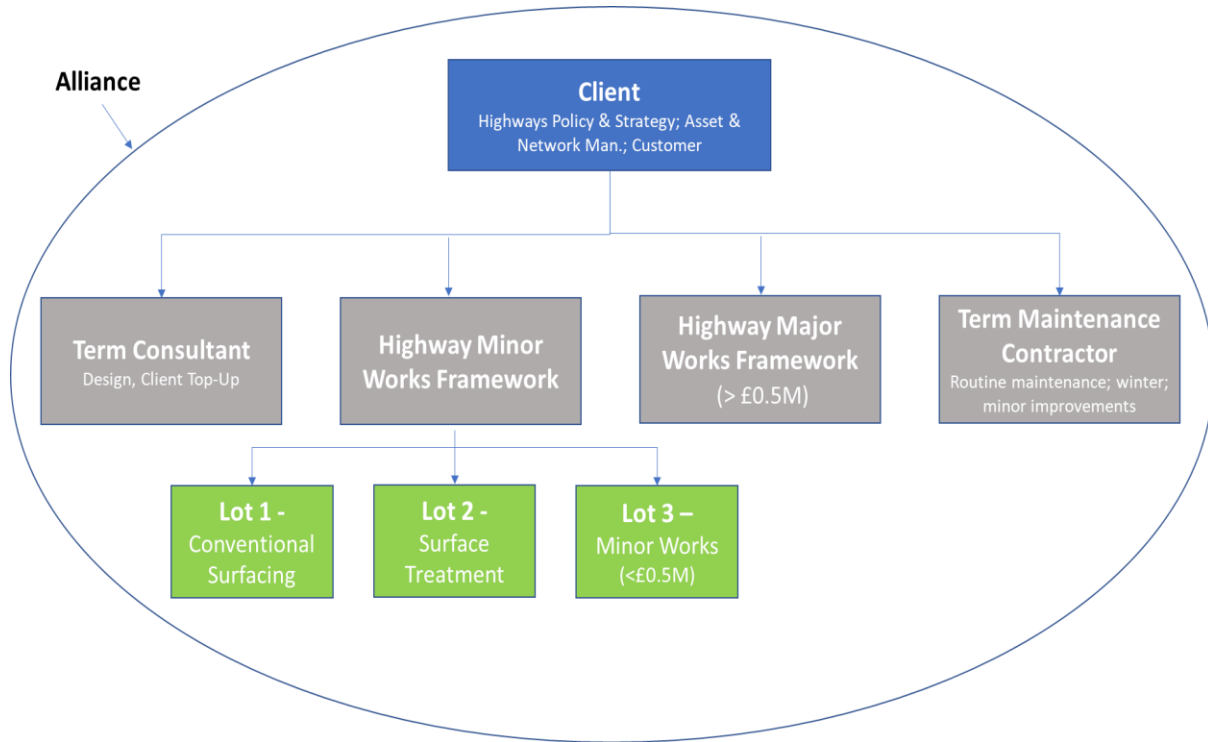 Alliance
Client
Highways Policy & Strategy; Asset &
Network Man.; Customer
Term Consultant
Design, Client Top-Up
Highway Minor
Works Framework
Highway Major
Works Framework
(> £0.5M)
Term Maintenance
Contractor
Routine maintenance; winter;
minor improvements
Lot 1 -
Conventional
Surfacing
Lot 2 -
Surface
Treatment
Lot 3 –
Minor Works
(<£0.5M)